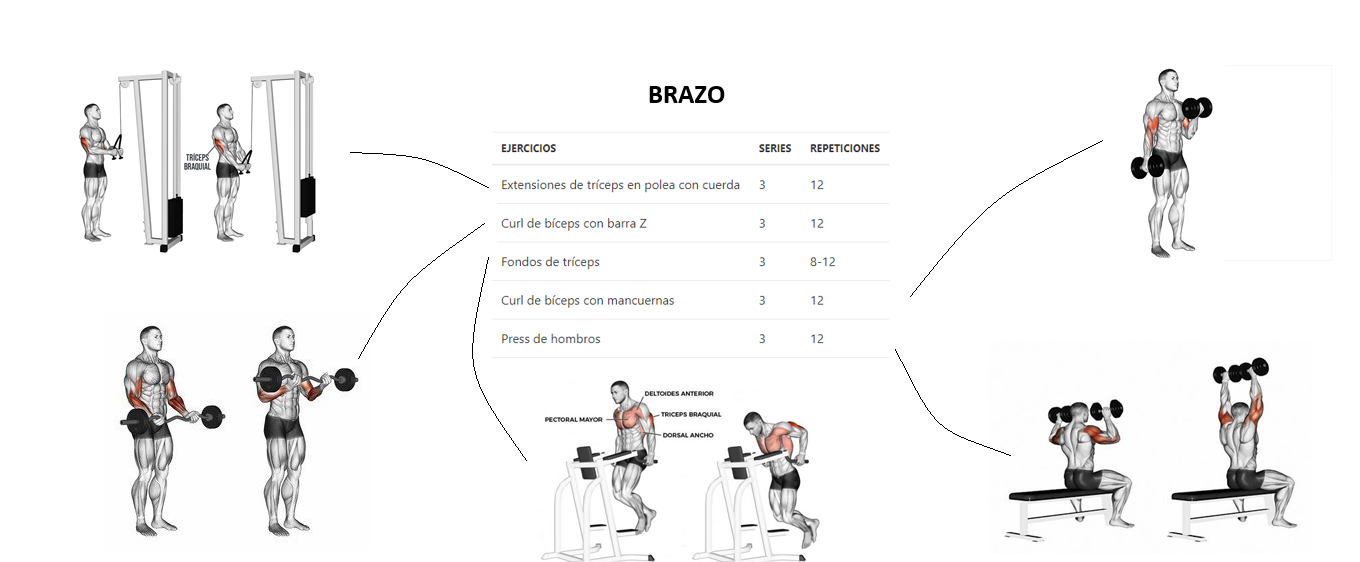 BRAZO
EJERCICIOS SERIES REPETICIONES
Extensiones de tríceps en polea con cuerda 3 12
Curl de bíceps con barra Z 3 12
Fondos de tríceps 3 8-12
Curl de bíceps con mancuernas 3 12
Press de hombros 3 12
TRÍCEPS
BRAQUIAL
DELTOIDES ANTERIOR
PECTORAL MAYOR
TRICEPS BRAQUIAL
DORSAL ANCHO